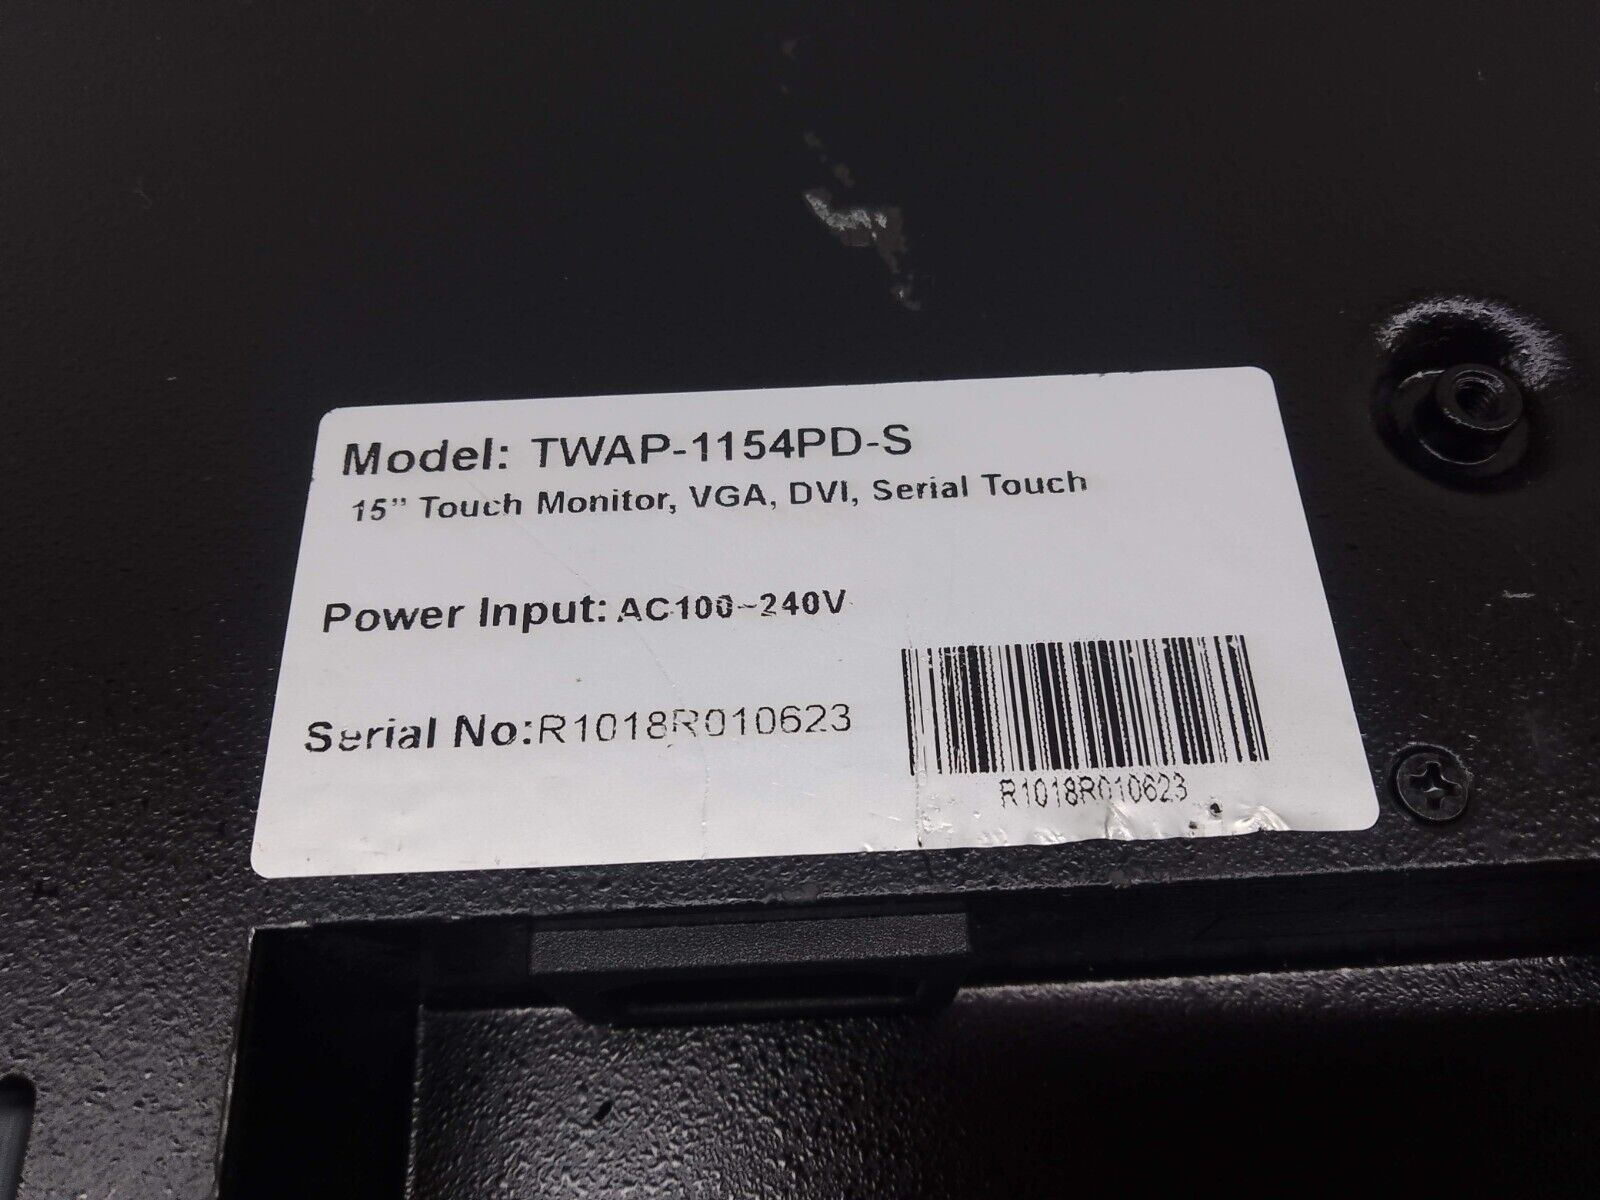 Model: TWAP-1154PD-S
15” Touch Monitor, VGA, DVI, Serial Touch
Power Input: AC100~240V
Serial No:R1018R010623
R1018R010623